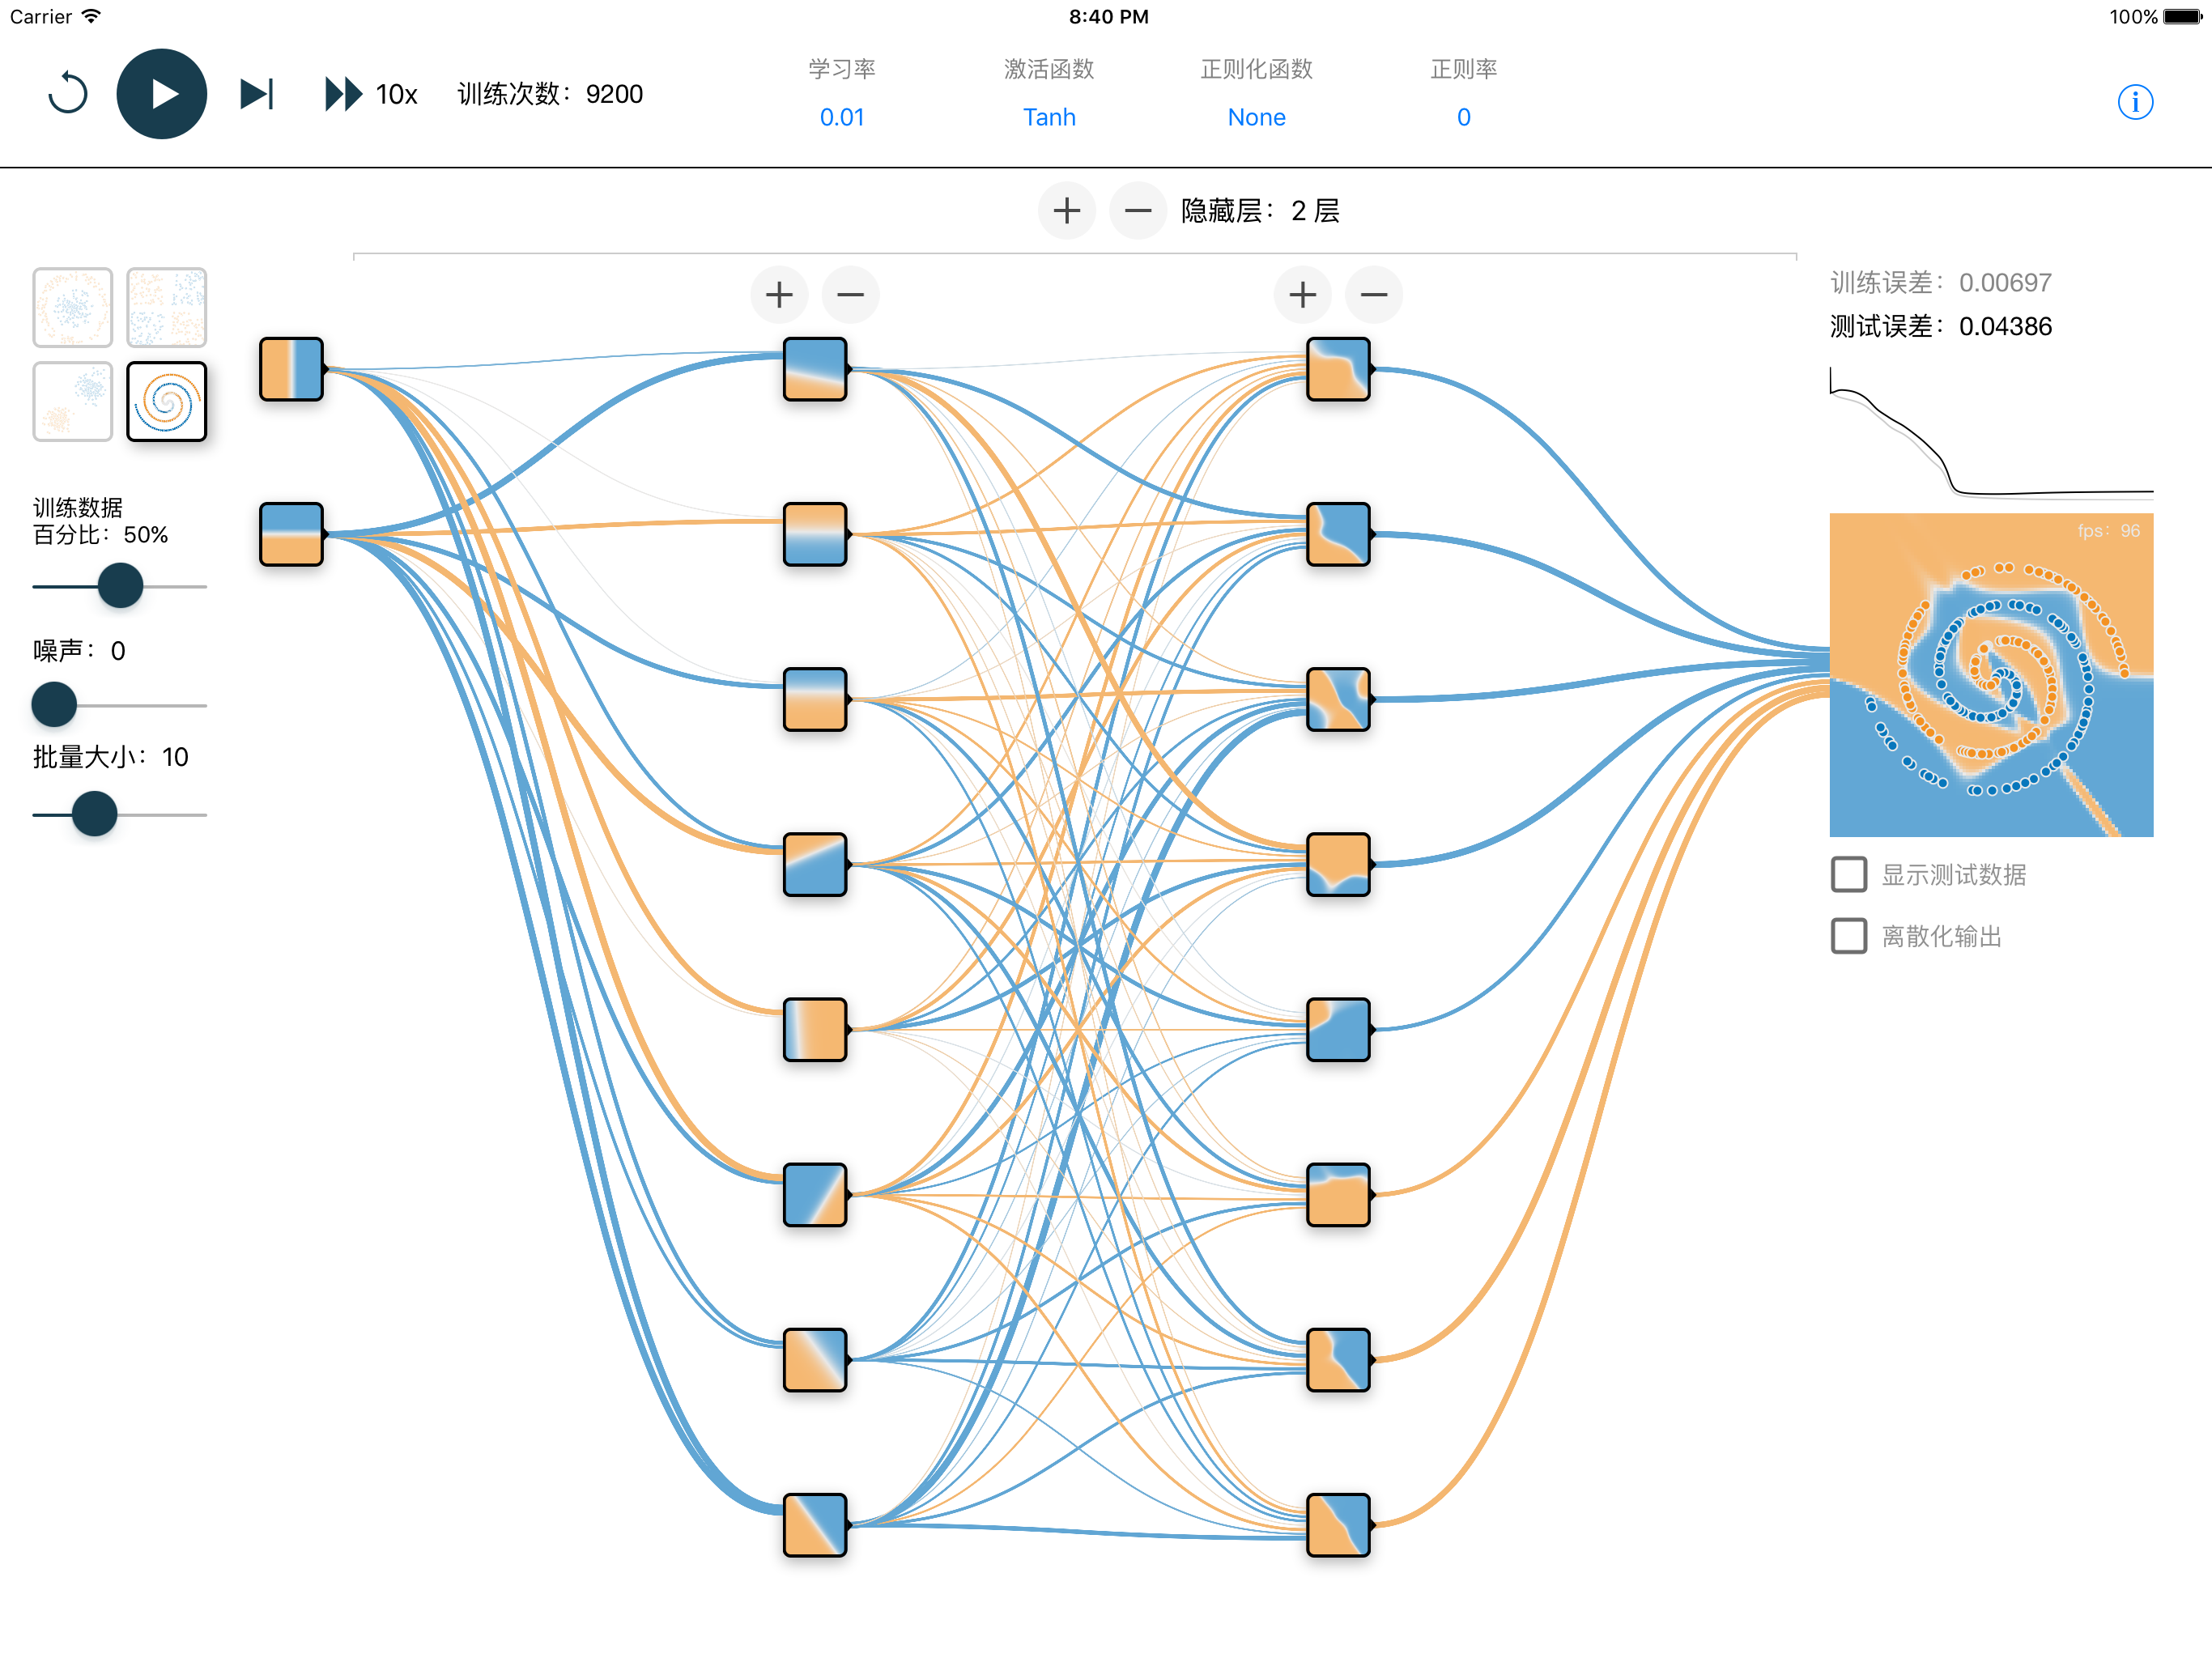 Carrier
8:40 PM
100%
10x
训练次数：9200
学习率
激活函数
正则化函数
正则率
0.01
Tanh
None
0
隐藏层：2 层
训练误差：0.00697
测试误差：0.04386
fps：96
训练数据
百分比：50%
噪声：0
批量大小：10
显示测试数据
离散化输出